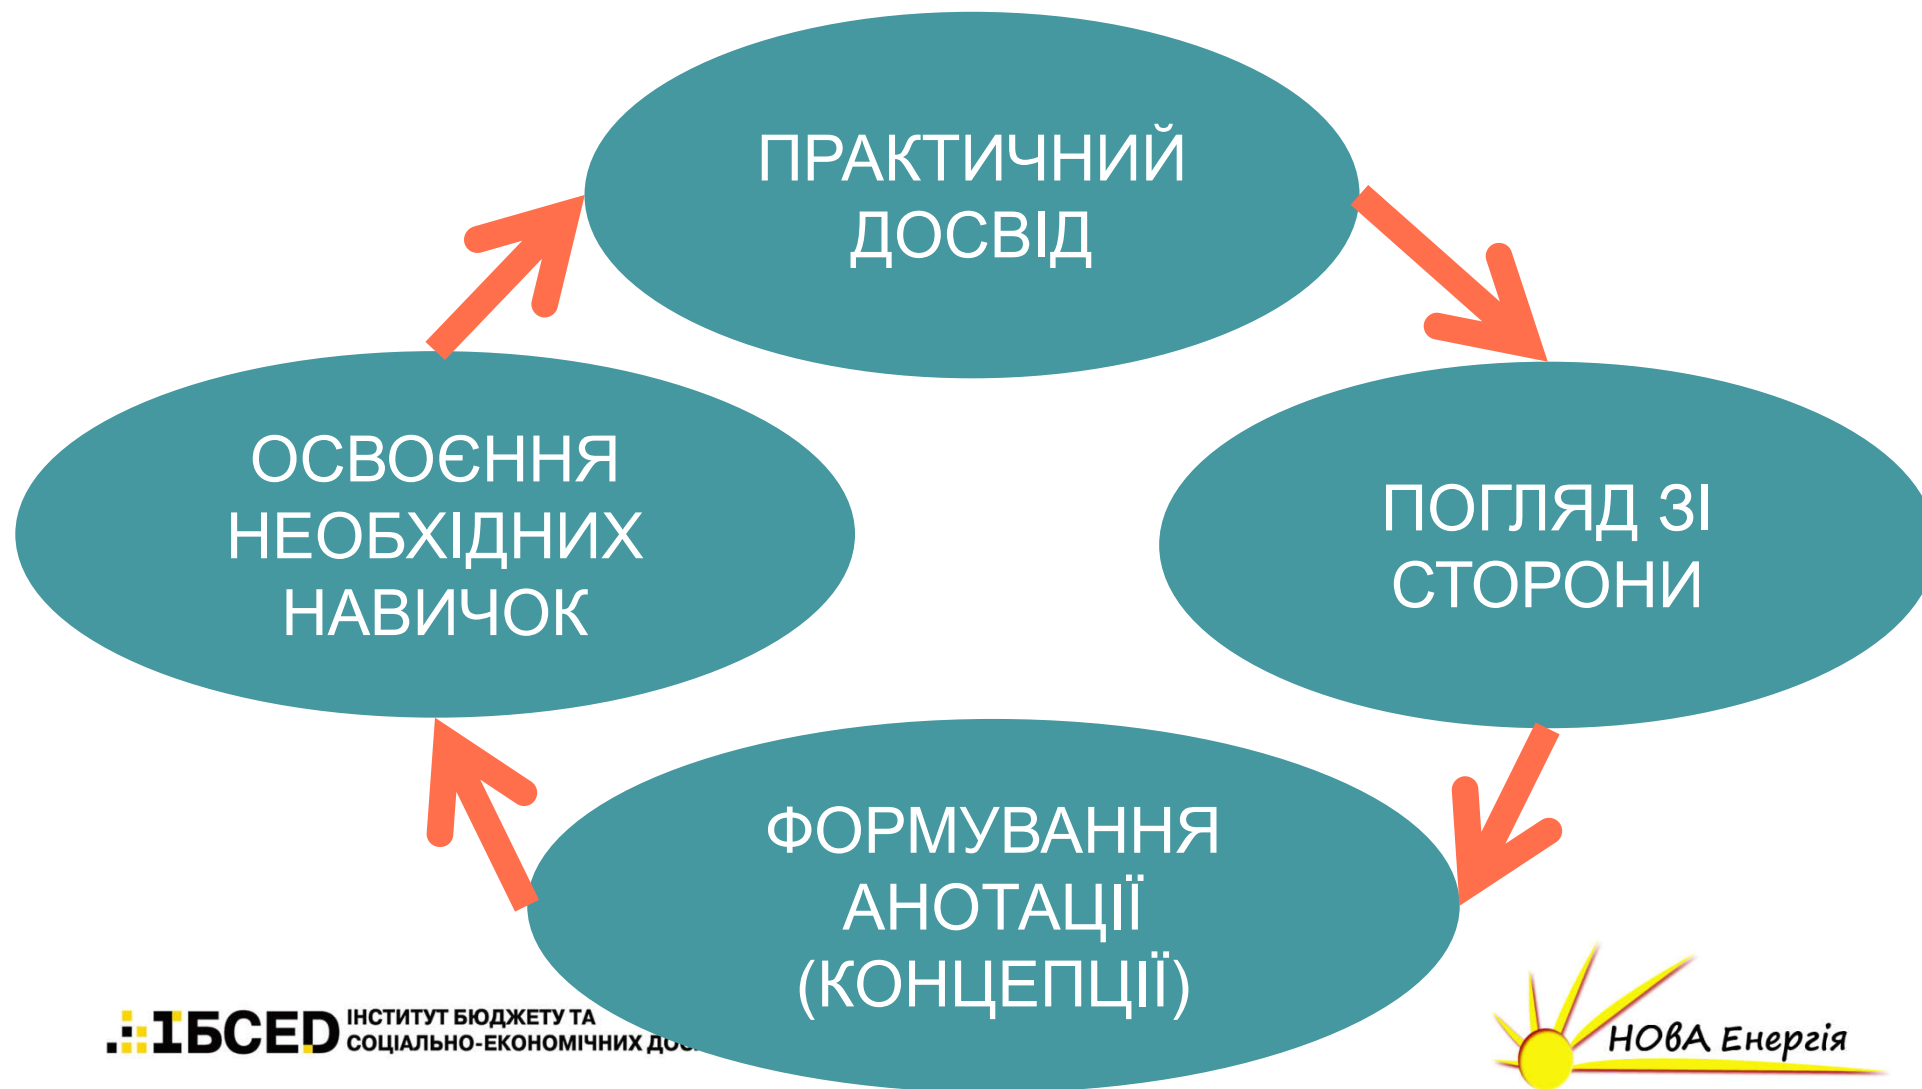 ПРАКТИЧНИЙ
ДОСВІД
ОСВОЄННЯ
НЕОБХІДНИХ
НАВИЧОК
ПОГЛЯД ЗІ
СТОРОНИ
ФОРМУВАННЯ
АНОТАЦІЇ
(КОНЦЕПЦІЇ)
ІБСЕD
ІНСТИТУТ БЮДЖЕТУ ТА
СОЦІАЛЬНО-ЕКОНОМІЧНИХ
НОВА Енергія